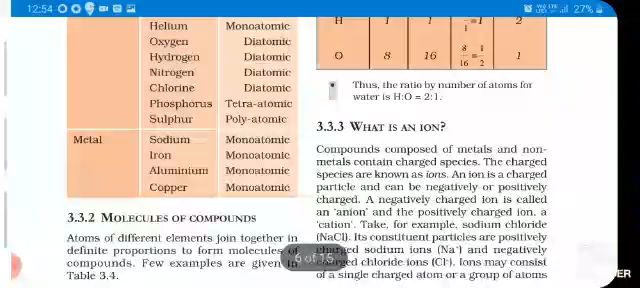 12:54
27%
Helium Monoatomic
Oxygen Diatomic
Hydrogen Diatomic
Nitrogen Diatomic
Chlorine Diatomic
Phosphorus Tetra-atomic
Sulphur Poly-atomic
Metal Sodium Monoatomic
Iron Monoatomic
Aluminium Monoatomic
Copper Monoatomic
3.3.2 MOLECULES OF COMPOUNDS
Atoms of different elements join together in
definite proportions to form molecules of
compounds. Few examples are given in
Table 3.4.
H 1 1 1/1=1 2
O 8 16 8/16=1/2 1
Thus, the ratio by number of atoms for
water is H:O = 2:1.
3.3.3 WHAT IS AN ION?
Compounds composed of metals and non-
metals contain charged species. The charged
species are known as ions. An ion is a charged
particle and can be negatively or positively
charged. A negatively charged ion is called
an ‘anion’ and the positively charged ion, a
‘cation’. Take, for example, sodium chloride
(NaCl). Its constituent particles are positively
charged sodium ions (Na⁺) and negatively
charged chloride ions (Cl⁻). Ions may consist
of a single charged atom or a group of atoms
6 of 15
ER